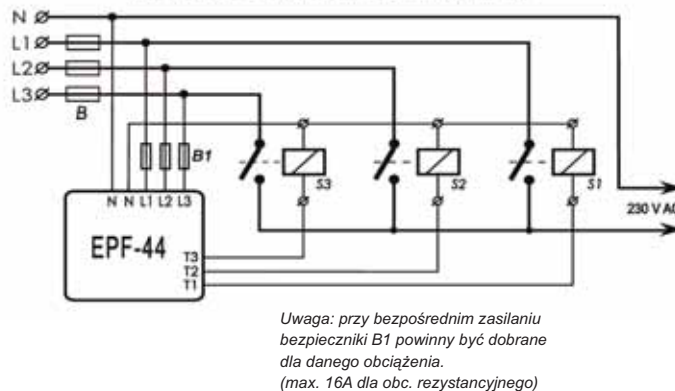 N
L1
L2
L3
B
B1
S3
S2
S1
N N L1 L2 L3
230 V AC
EPF-44
T3
T2
T1
Uwaga: przy bezpośrednim zasilaniu
bezpieczniki B1 powinny być dobrane
dla danego obciążenia.
(max. 16A dla obc. rezystancyjnego)